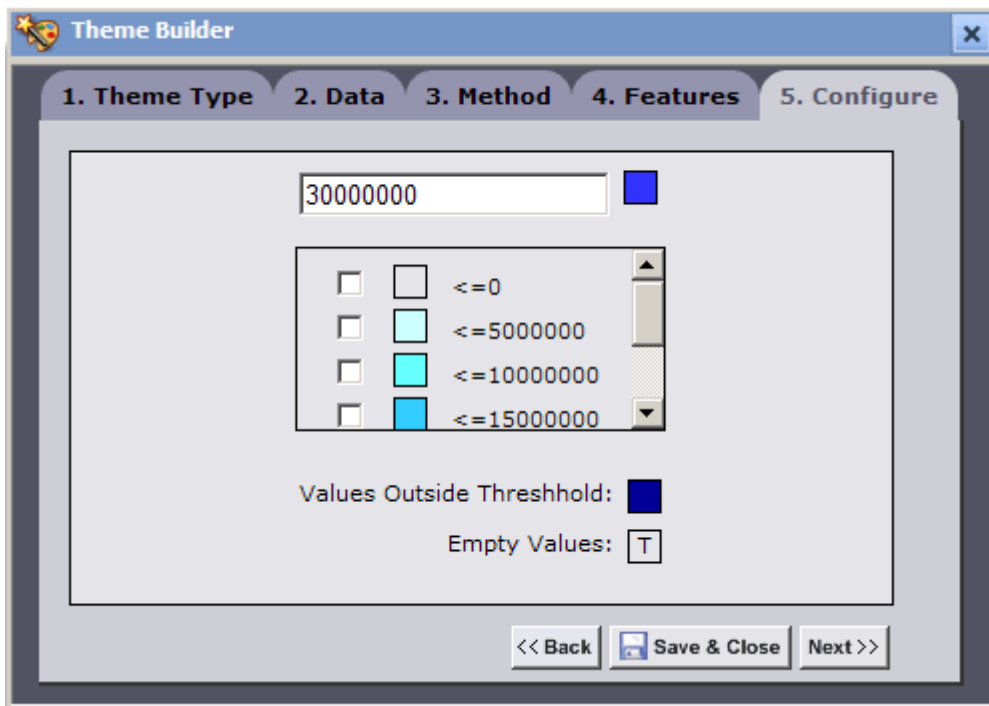 Theme Builder
1. Theme Type 2. Data 3. Method 4. Features 5. Configure
30000000
<=0
<=5000000
<=10000000
<=15000000
Values Outside Threshhold:
Empty Values: T
<< Back Save & Close Next >>